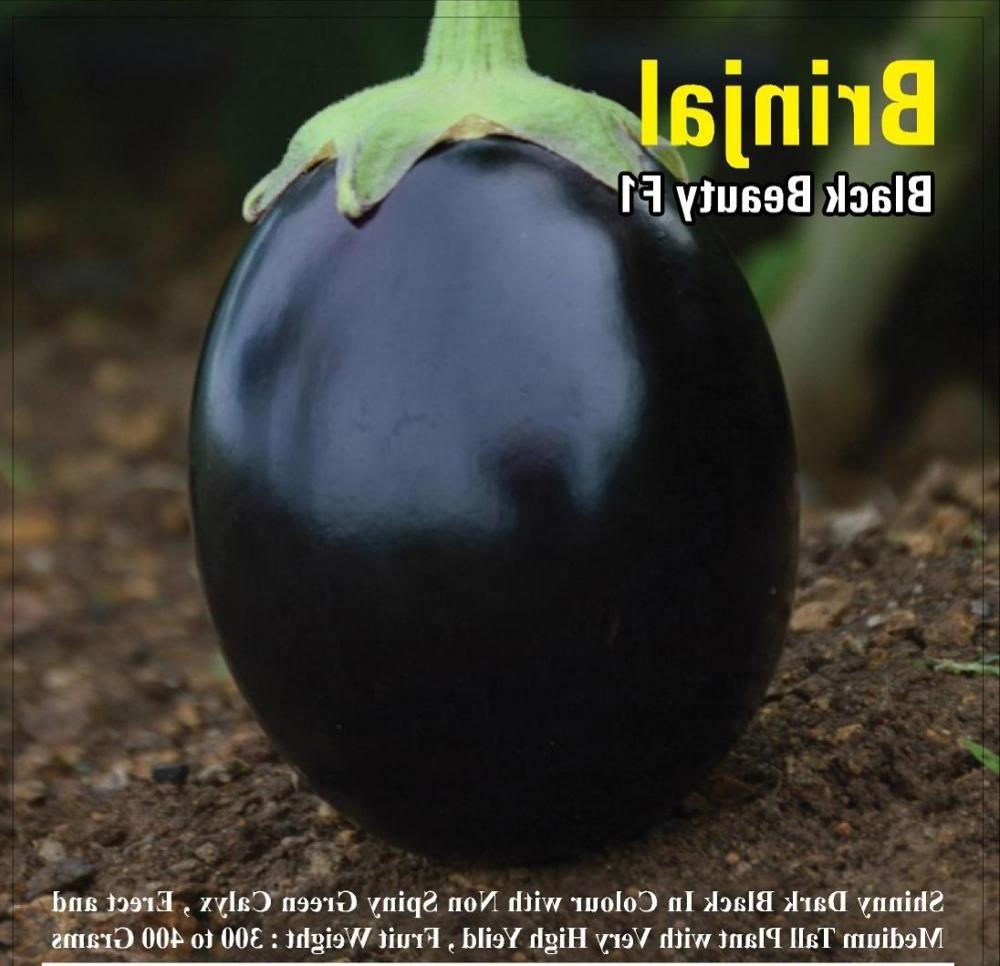 Brinjal
Black Beauty F1
Shinny Dark Black In Colour with Non Spiny Green Calyx , Erect and
Medium Tall Plant with Very High Yeild , Fruit Weight : 300 to 400 Grams